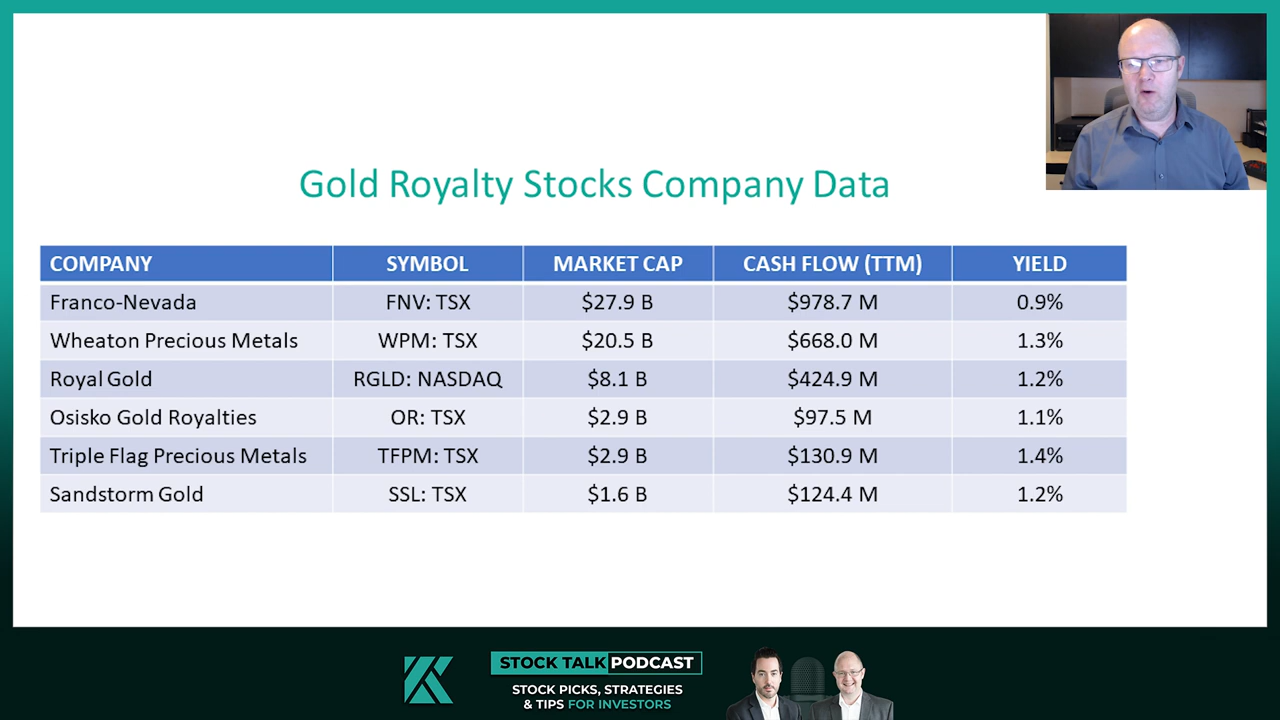 Gold Royalty Stocks Company Data
COMPANY SYMBOL MARKET CAP CASH FLOW (TTM) YIELD
Franco-Nevada FNV: TSX $27.9 B $978.7 M 0.9%
Wheaton Precious Metals WPM: TSX $20.5 B $668.0 M 1.3%
Royal Gold RGLD: NASDAQ $8.1 B $424.9 M 1.2%
Osisko Gold Royalties OR: TSX $2.9 B $97.5 M 1.1%
Triple Flag Precious Metals TFPM: TSX $2.9 B $130.9 M 1.4%
Sandstorm Gold SSL: TSX $1.6 B $124.4 M 1.2%
STOCK TALK PODCAST
STOCK PICKS, STRATEGIES
& TIPS FOR INVESTORS